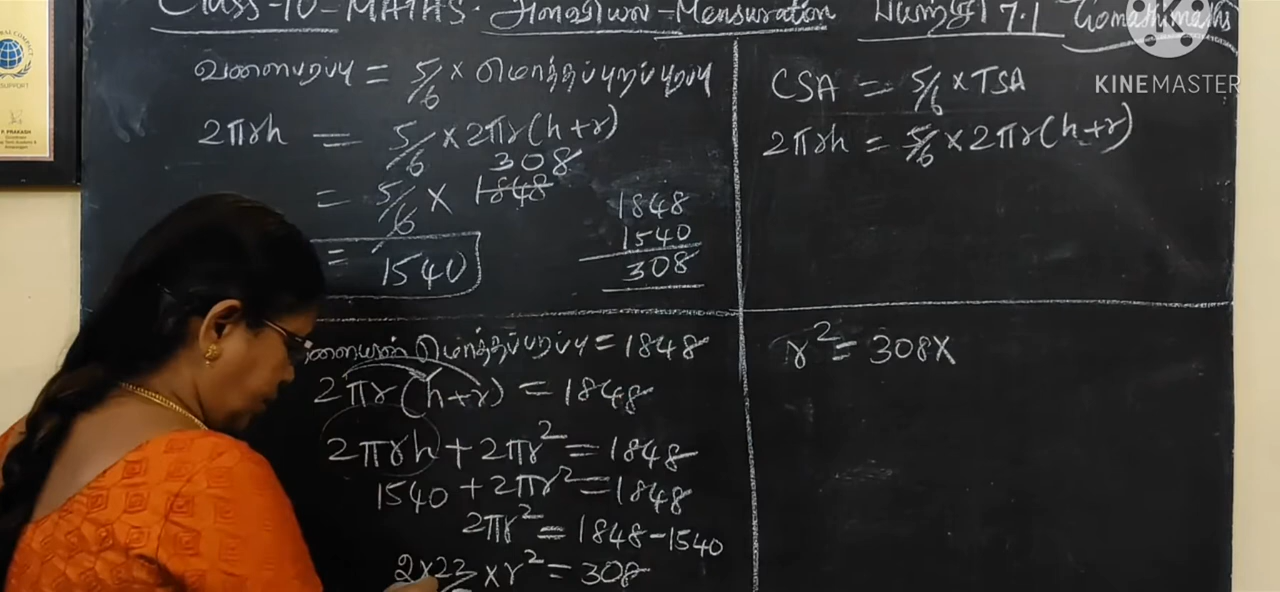 Class-10-MATHS. அளவியல்-Mensuration பயிற்சி 7.1 Gomathi maths
KINEMASTER
SUPPORT
K PRAKASH
வளைபரப்பு = 5/6 × மொத்தப்புறப்பரப்பு
2πrh = 5/6 × 2πr(h+r)
308
= 5/6 × 1848
= 1540
1848
1540
308
CSA = 5/6 × TSA
2πrh = 5/6 × 2πr(h+r)
மொத்தப்பரப்பு = 1848
2πr(h+r) = 1848
2πrh + 2πr² = 1848
1540 + 2πr² = 1848
2πr² = 1848-1540
2×22/7 × r² = 308
r² = 308×